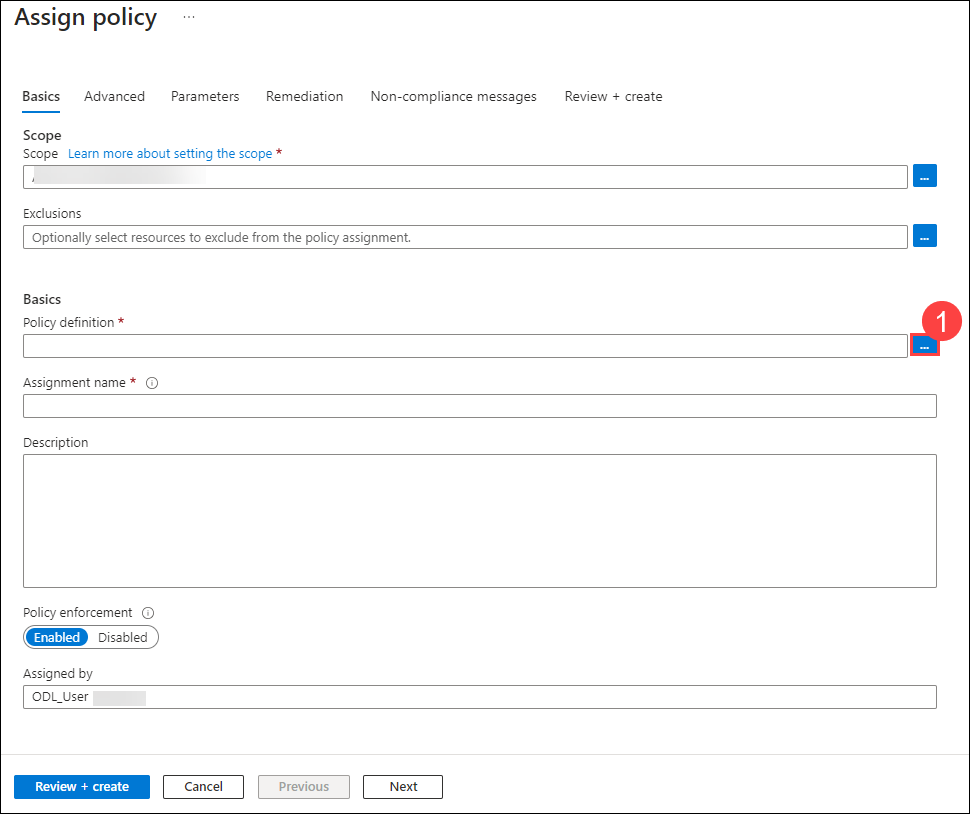 Assign policy ...
Basics Advanced Parameters Remediation Non-compliance messages Review + create
Scope
Scope Learn more about setting the scope *
...
Exclusions
Optionally select resources to exclude from the policy assignment. ...
Basics
1
Policy definition *
...
Assignment name *
Description
Policy enforcement
Enabled Disabled
Assigned by
ODL_User
Review + create Cancel Previous Next